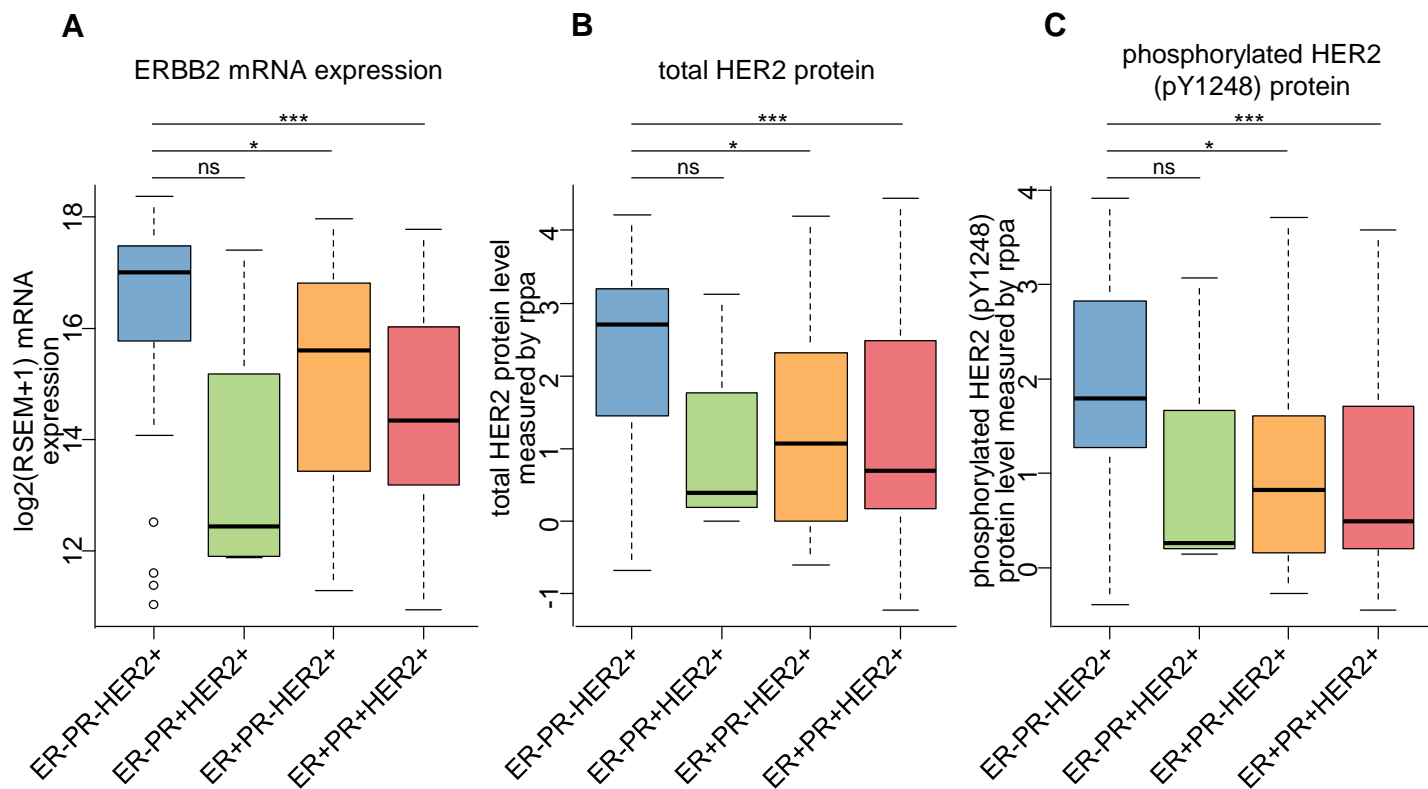 A
ERBB2 mRNA expression
***
*
ns
log2(RSEM+1) mRNA
expression
18
16
14
12
ER-PR-HER2+
ER-PR+HER2+
ER+PR-HER2+
ER+PR+HER2+
B
total HER2 protein
***
*
ns
total HER2 protein level
measured by rppa
4
3
2
1
0
-1
ER-PR-HER2+
ER-PR+HER2+
ER+PR-HER2+
ER+PR+HER2+
C
phosphorylated HER2
(pY1248) protein
***
*
ns
phosphorylated HER2 (pY1248)
protein level measured by rppa
4
3
2
1
0
ER-PR-HER2+
ER-PR+HER2+
ER+PR-HER2+
ER+PR+HER2+